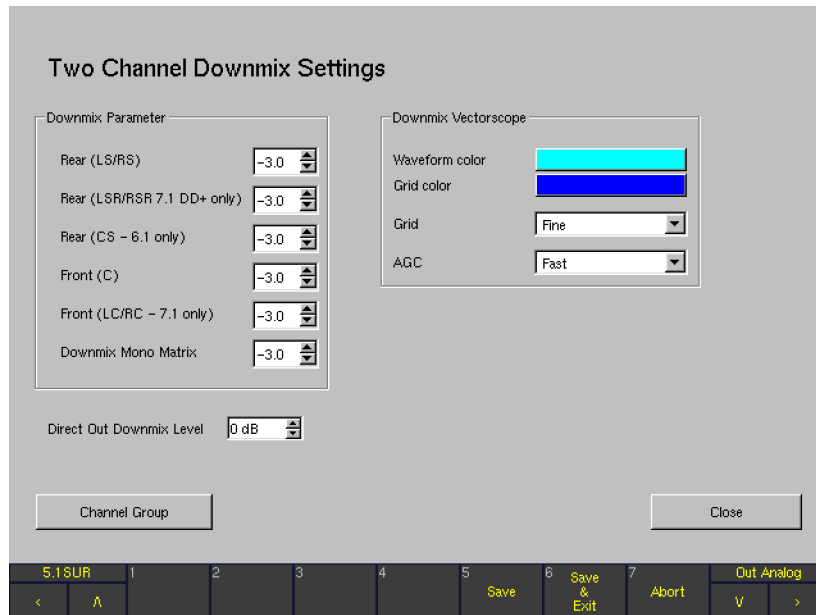 Two Channel Downmix Settings
Downmix Parameter
Rear (LS/RS) -3.0
Rear (LSR/RSR 7.1 DD+ only) -3.0
Rear (CS - 6.1 only) -3.0
Front (C) -3.0
Front (LC/RC - 7.1 only) -3.0
Downmix Mono Matrix -3.0
Downmix Vectorscope
Waveform color
Grid color
Grid Fine
AGC Fast
Direct Out Downmix Level 0 dB
Channel Group
Close
5.1SUR
< Λ
1
2
3
4
5 Save
6 Save
&
Exit
7 Abort
Out Analog
V >